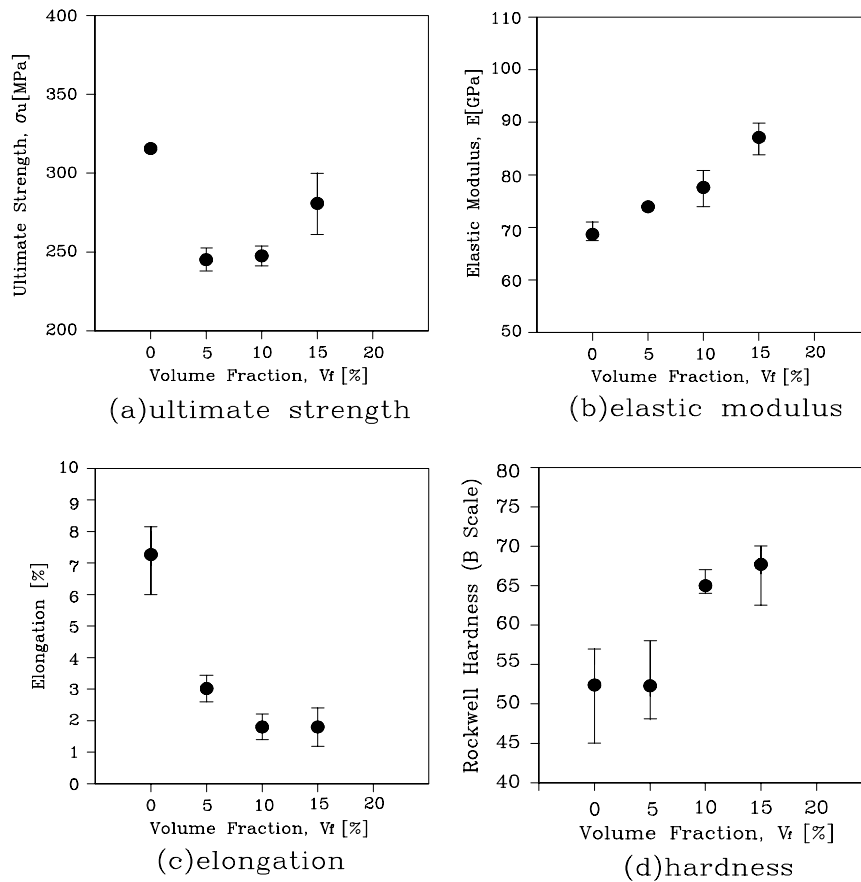 400
350
300
250
200
Ultimate Strength, σu[MPa]
0 5 10 15 20
Volume Fraction, Vf [%]
(a)ultimate strength
110
100
90
80
70
60
50
Elastic Modulus, E[GPa]
0 5 10 15 20
Volume Fraction, Vf [%]
(b)elastic modulus
10
9
8
7
6
5
4
3
2
1
0
Elongation [%]
0 5 10 15 20
Volume Fraction, Vf [%]
(c)elongation
80
75
70
65
60
55
50
45
40
Rockwell Hardness (B Scale)
0 5 10 15 20
Volume Fraction, Vf [%]
(d)hardness